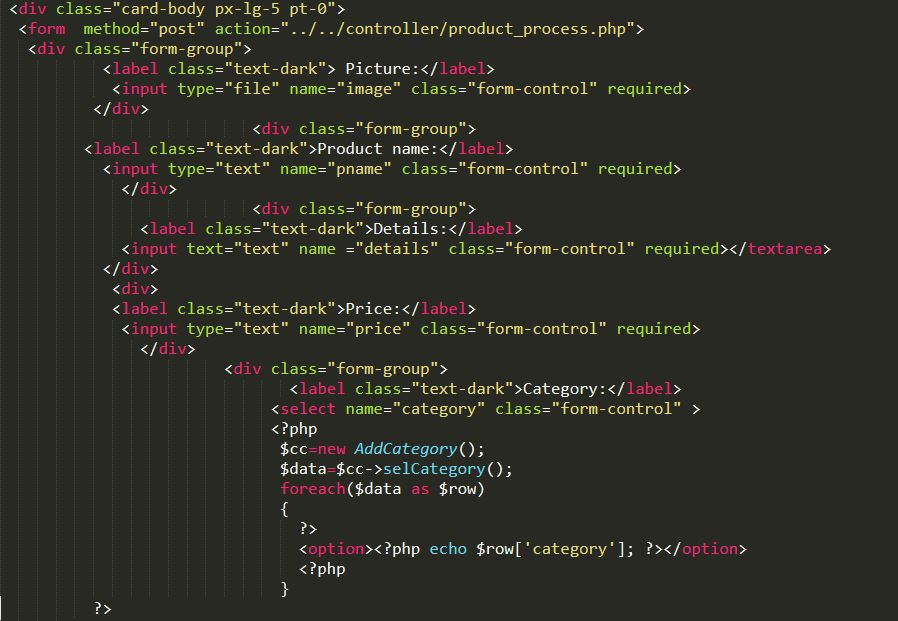 <div class="card-body px-lg-5 pt-0">
<form  method="post" action="../../controller/product_process.php">
<div class="form-group">
<label class="text-dark"> Picture:</label>
<input type="file" name="image" class="form-control" required>
</div>
<div class="form-group">
<label class="text-dark">Product name:</label>
<input type="text" name="pname" class="form-control" required>
</div>
<div class="form-group">
<label class="text-dark">Details:</label>
<input text="text" name ="details" class="form-control" required></textarea>
</div>
<div>
<label class="text-dark">Price:</label>
<input type="text" name="price" class="form-control" required>
</div>
<div class="form-group">
<label class="text-dark">Category:</label>
<select name="category" class="form-control" >
<?php
$cc=new AddCategory();
$data=$cc->selCategory();
foreach($data as $row)
{
?>
<option><?php echo $row['category']; ?></option>
<?php
}
?>